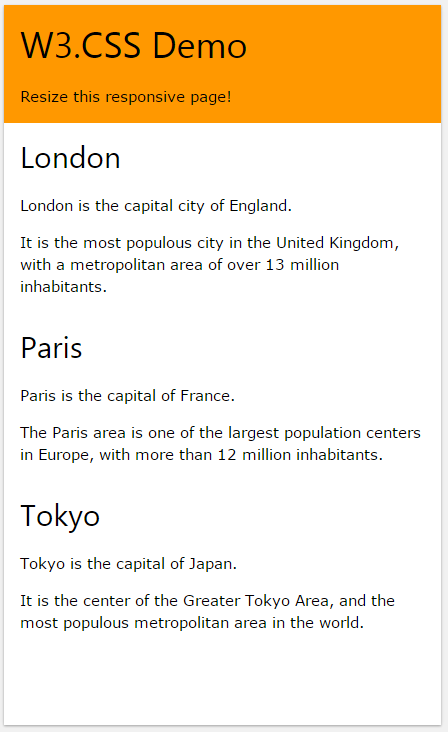 W3.CSS Demo
Resize this responsive page!
London
London is the capital city of England.
It is the most populous city in the United Kingdom,
with a metropolitan area of over 13 million
inhabitants.
Paris
Paris is the capital of France.
The Paris area is one of the largest population centers
in Europe, with more than 12 million inhabitants.
Tokyo
Tokyo is the capital of Japan.
It is the center of the Greater Tokyo Area, and the
most populous metropolitan area in the world.